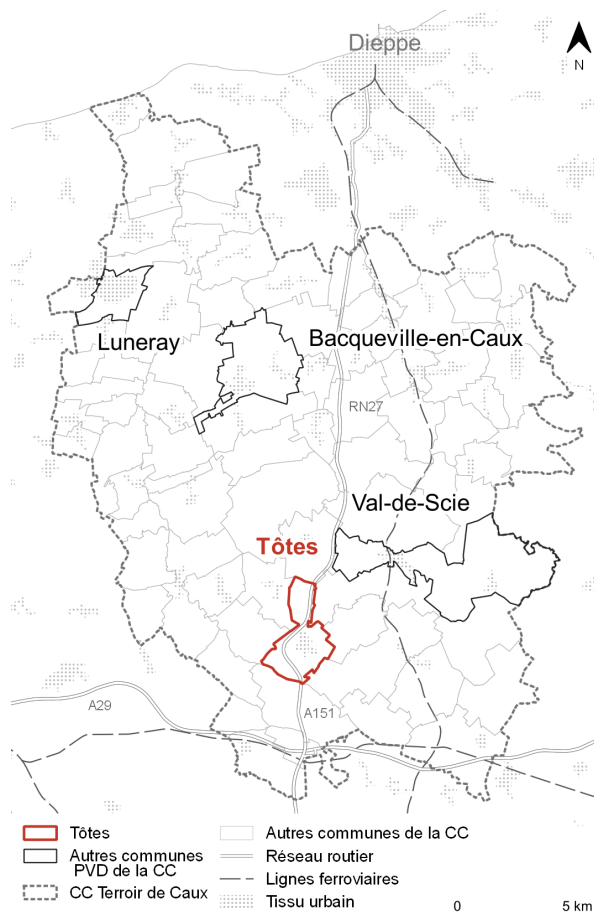 Dieppe
N
Luneray
Bacqueville-en-Caux
RN27
Val-de-Scie
Tôtes
A29
A151
Tôtes
Autres communes
PVD de la CC
CC Terroir de Caux
Autres communes de la CC
Réseau routier
Lignes ferroviaires
Tissu urbain
0 5 km